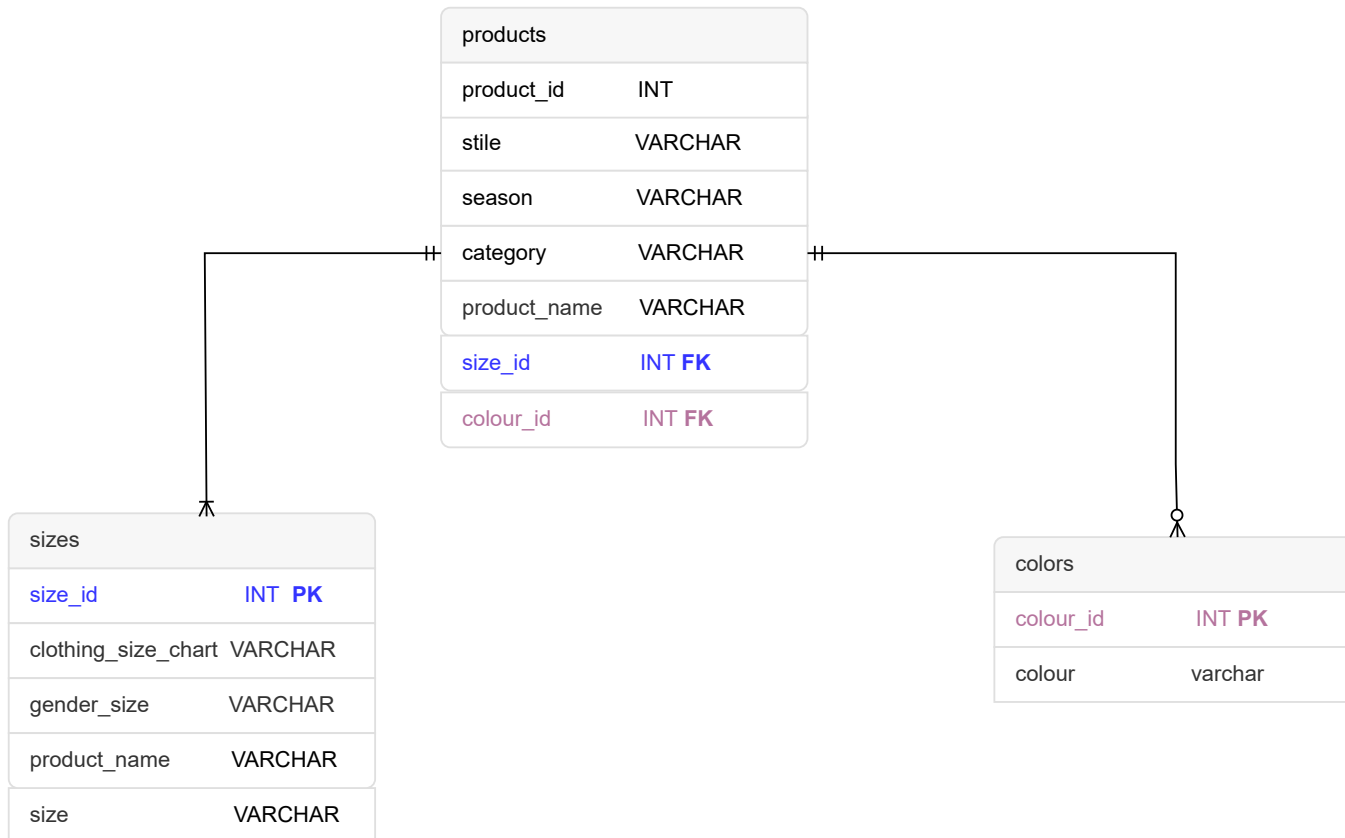 products
product_id INT
stile VARCHAR
season VARCHAR
category VARCHAR
product_name VARCHAR
size_id INT FK
colour_id INT FK
sizes
size_id INT PK
clothing_size_chart VARCHAR
gender_size VARCHAR
product_name VARCHAR
size VARCHAR
colors
colour_id INT PK
colour varchar